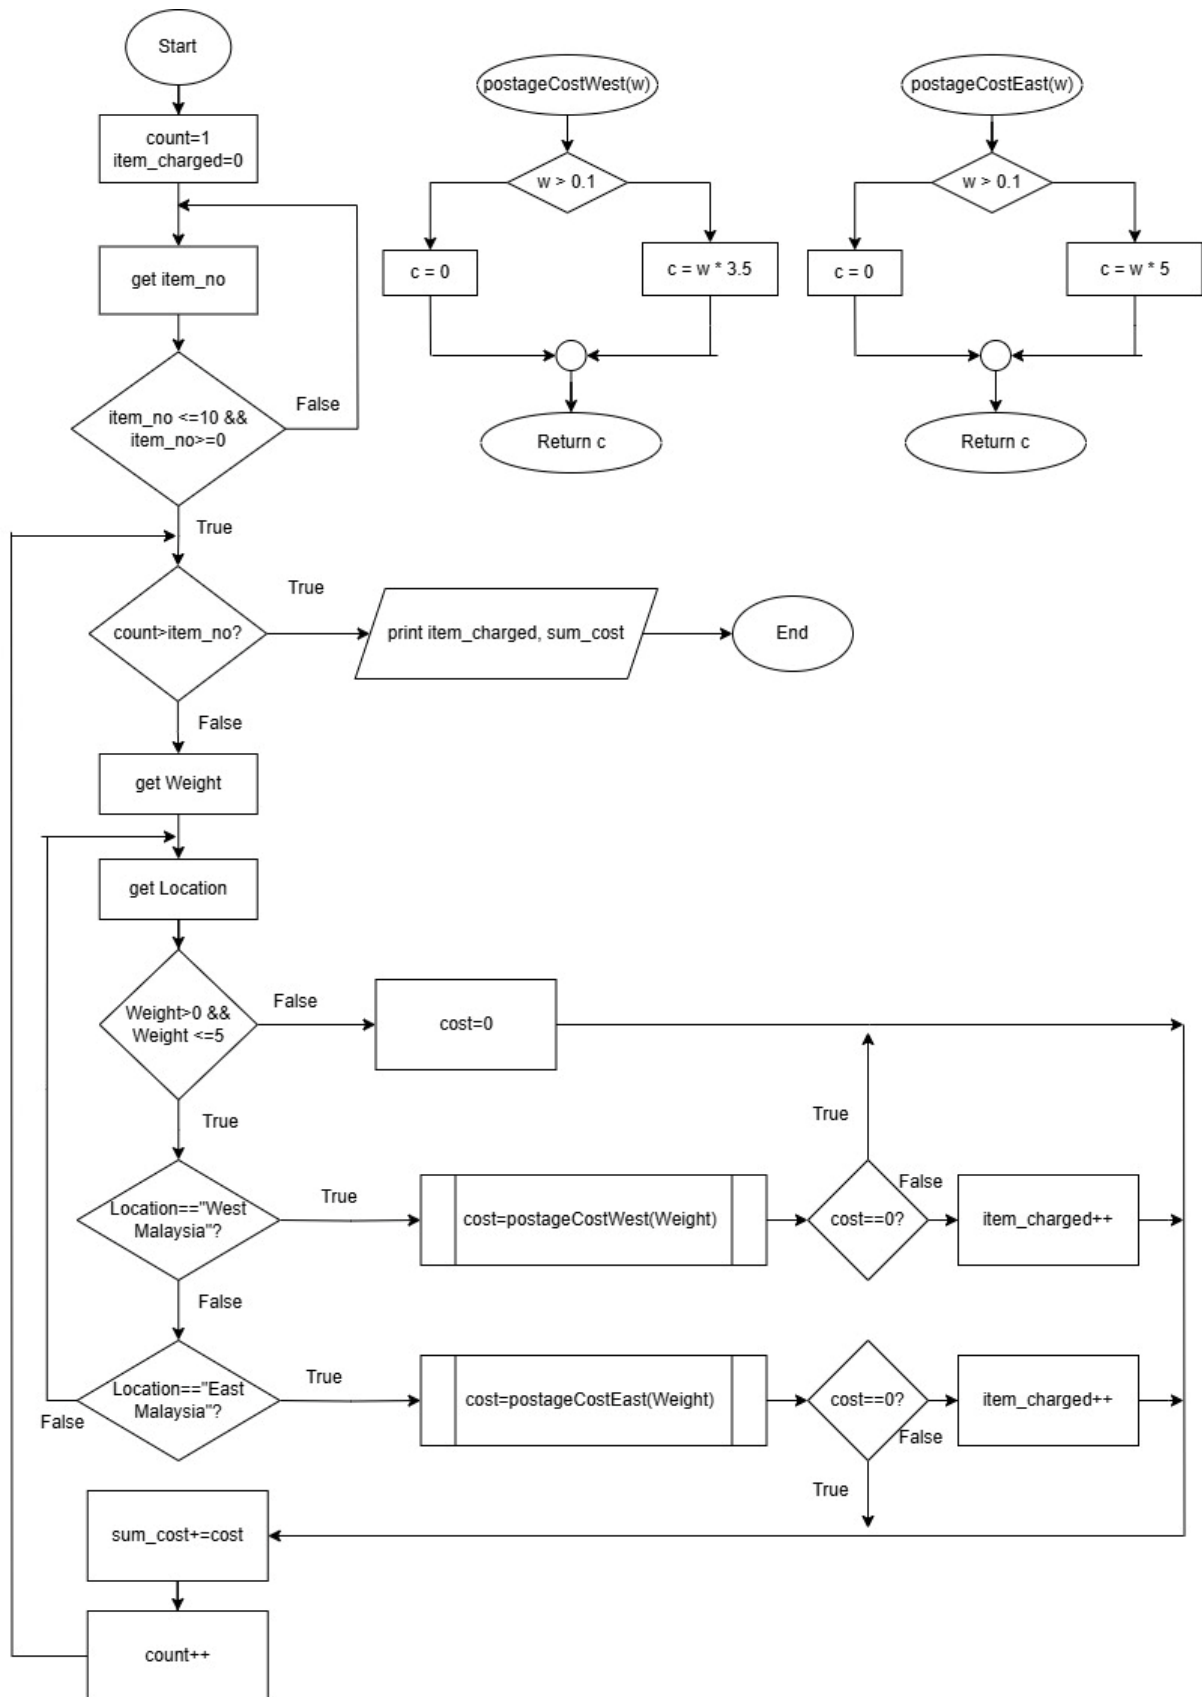 Start
count=1
item_charged=0
get item_no
item_no <=10 &&
item_no>=0
False
True
count>item_no?
True
print item_charged, sum_cost
End
False
get Weight
get Location
Weight>0 &&
Weight <=5
False
cost=0
True
Location=="West
Malaysia"?
True
cost=postageCostWest(Weight)
cost==0?
True
False
item_charged++
False
Location=="East
Malaysia"?
False
True
cost=postageCostEast(Weight)
cost==0?
False
item_charged++
True
sum_cost+=cost
count++
postageCostWest(w)
w > 0.1
c = 0
c = w * 3.5
Return c
postageCostEast(w)
w > 0.1
c = 0
c = w * 5
Return c